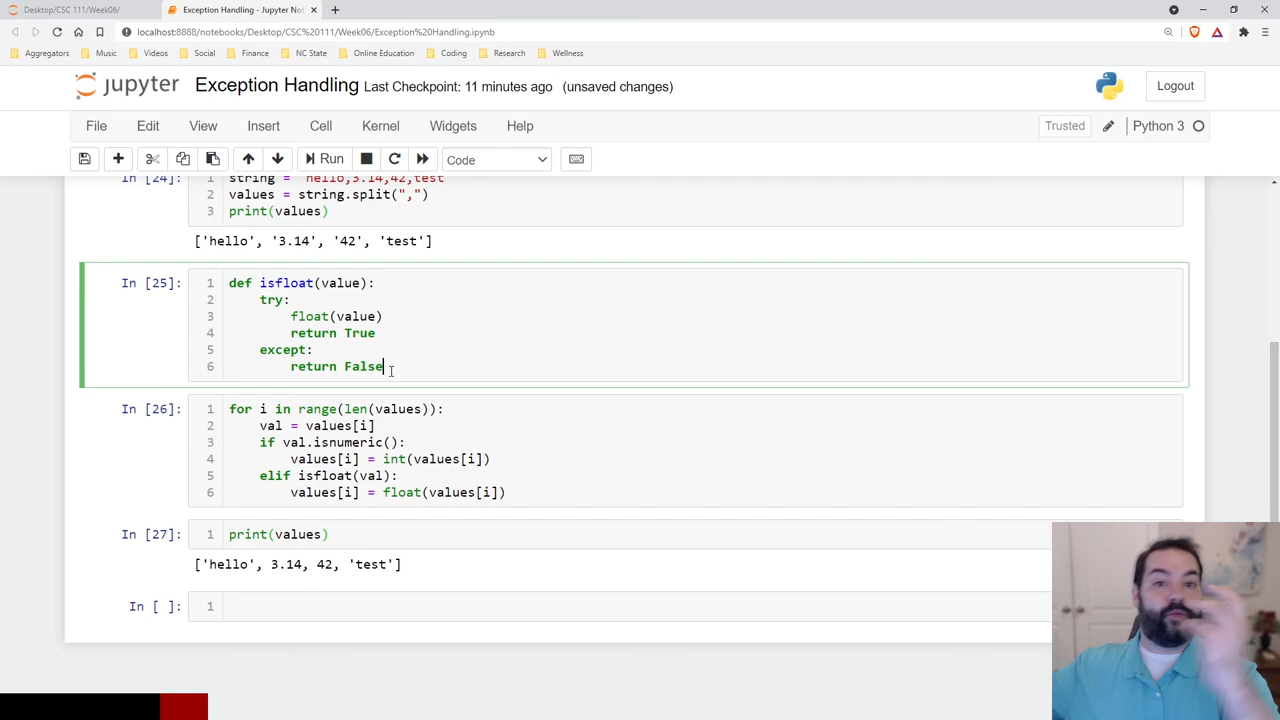 Desktop/CSC 111/Week06/
Exception Handling - Jupyter Not
localhost:8888/notebooks/Desktop/CSC%20111/Week06/Exception%20Handling.ipynb
Aggregators Music Videos Social Finance NC State Online Education Coding Research Wellness
jupyter Exception Handling Last Checkpoint: 11 minutes ago (unsaved changes) Logout
File Edit View Insert Cell Kernel Widgets Help Trusted Python 3
Run Code
In [24]: 1 string = "hello,3.14,42,test"
2 values = string.split(",")
3 print(values)
['hello', '3.14', '42', 'test']
In [25]: 1 def isfloat(value):
2 try:
3 float(value)
4 return True
5 except:
6 return False
In [26]: 1 for i in range(len(values)):
2 val = values[i]
3 if val.isnumeric():
4 values[i] = int(values[i])
5 elif isfloat(val):
6 values[i] = float(values[i])
In [27]: 1 print(values)
['hello', 3.14, 42, 'test']
In [ ]: 1